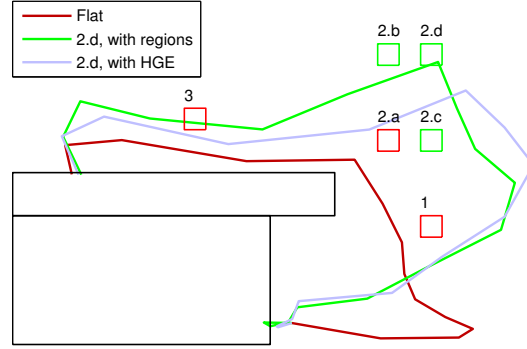 Flat
2.d, with regions
2.d, with HGE
2.b 2.d
3
2.a 2.c
1